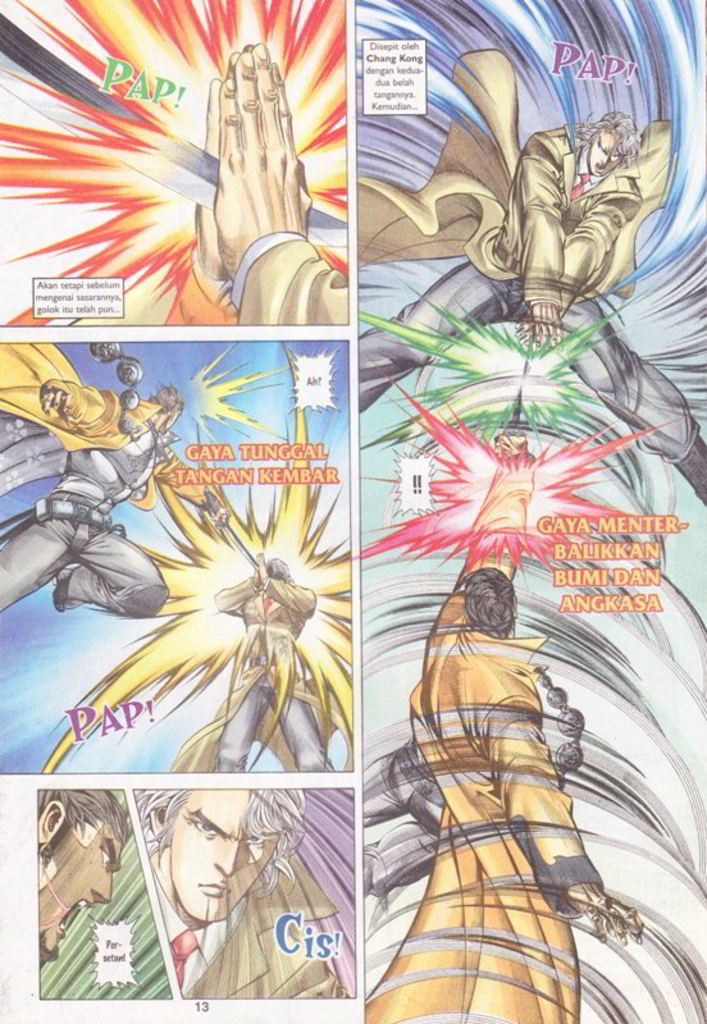 PAP!
Akan tetapi sebelum
mengenai sasarannya,
golok itu telah pun...
Ah?
GAYA TUNGGAL
TANGAN KEMBAR
PAP!
Per-
setan!
Cis!
Disepit oleh
Chang Kong
dengan kedua-
dua belah
tangannya.
Kemudian...
PAP!
!!
GAYA MENTER-
BALIKKAN
BUMI DAN
ANGKASA
13